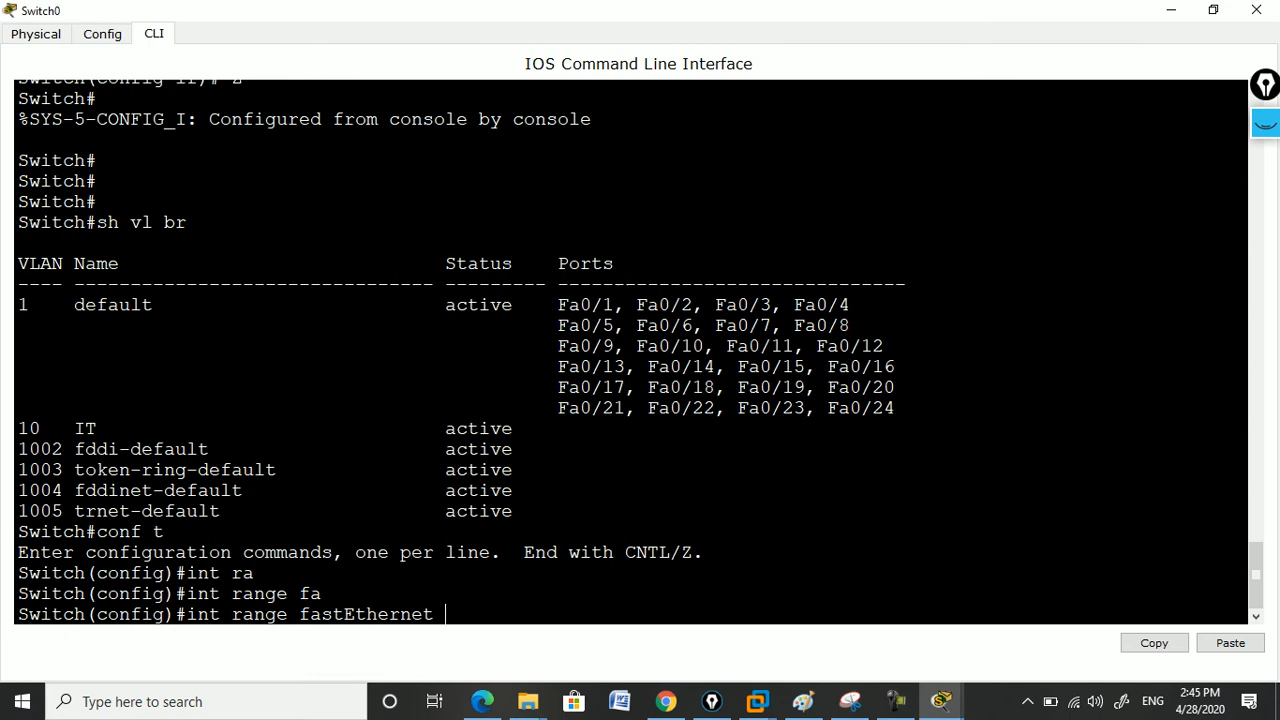 Switch0
Physical Config CLI
IOS Command Line Interface
Switch#
%SYS-5-CONFIG_I: Configured from console by console
Switch#
Switch#
Switch#
Switch#sh vl br
VLAN Name Status Ports
---- -------------------------------- --------- -------------------------------
1 default active Fa0/1, Fa0/2, Fa0/3, Fa0/4
Fa0/5, Fa0/6, Fa0/7, Fa0/8
Fa0/9, Fa0/10, Fa0/11, Fa0/12
Fa0/13, Fa0/14, Fa0/15, Fa0/16
Fa0/17, Fa0/18, Fa0/19, Fa0/20
Fa0/21, Fa0/22, Fa0/23, Fa0/24
10 IT active
1002 fddi-default active
1003 token-ring-default active
1004 fddinet-default active
1005 trnet-default active
Switch#conf t
Enter configuration commands, one per line. End with CNTL/Z.
Switch(config)#int ra
Switch(config)#int range fa
Switch(config)#int range fastEthernet
Copy Paste
Type here to search
ENG
2:45 PM
4/28/2020